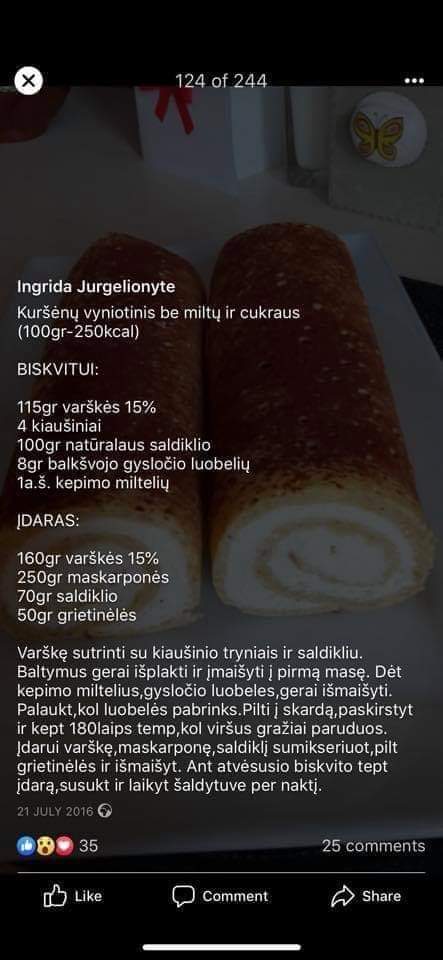 124 of 244
Ingrida Jurgelionyte
Kuršėnų vyniotinis be miltų ir cukraus
(100gr-250kcal)
BISKVITUI:
115gr varškės 15%
4 kiaušiniai
100gr natūralaus saldiklio
8gr balkšvojo gysločio luobelių
1a.š. kepimo miltelių
ĮDARAS:
160gr varškės 15%
250gr maskarponės
70gr saldiklio
50gr grietinėlės
Varškę sutrinti su kiaušinio tryniais ir saldikliu.
Baltymus gerai išplakti ir įmaišyti į pirmą masę. Dėt
kepimo miltelius,gysločio luobeles,gerai išmaišyti.
Palaukt,kol luobelės pabrinks.Pilti į skardą,paskirstyt
ir kept 180laips temp,kol viršus gražiai paruduos.
Įdarui varškę,maskarponę,saldiklį sumikseriuot,pilt
grietinėlės ir išmaišyt. Ant atvėsusio biskvito tept
įdarą,susukt ir laikyt šaldytuve per naktį.
21 JULY 2016
35
25 comments
Like
Comment
Share